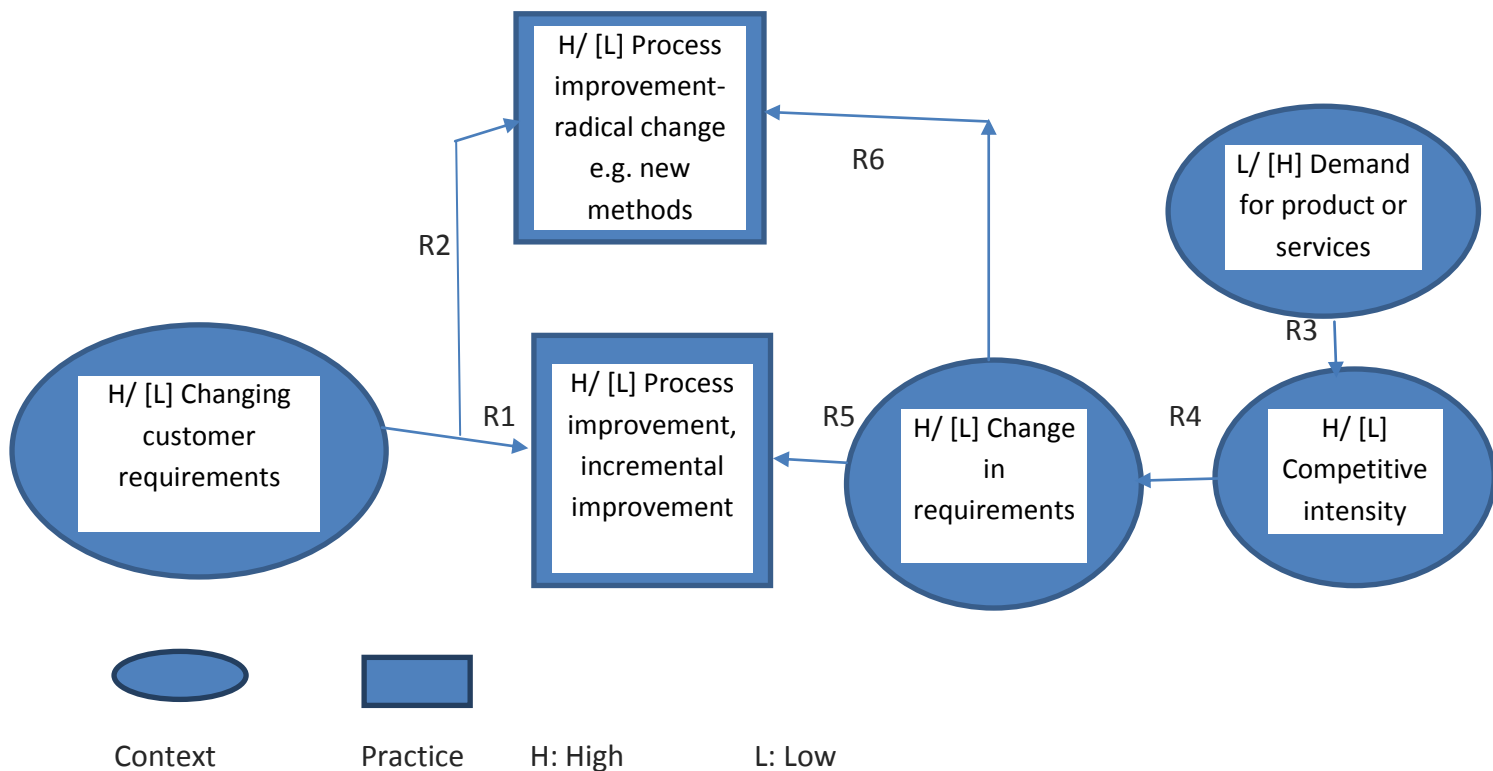 H/ [L] Process
improvement-
radical change
e.g. new
methods
R6
L/ [H] Demand
for product or
services
R2
R3
H/ [L] Changing
customer
requirements
R1
H/ [L] Process
improvement,
incremental
improvement
R5
H/ [L] Change
in
requirements
R4
H/ [L]
Competitive
intensity
Context
Practice
H: High
L: Low